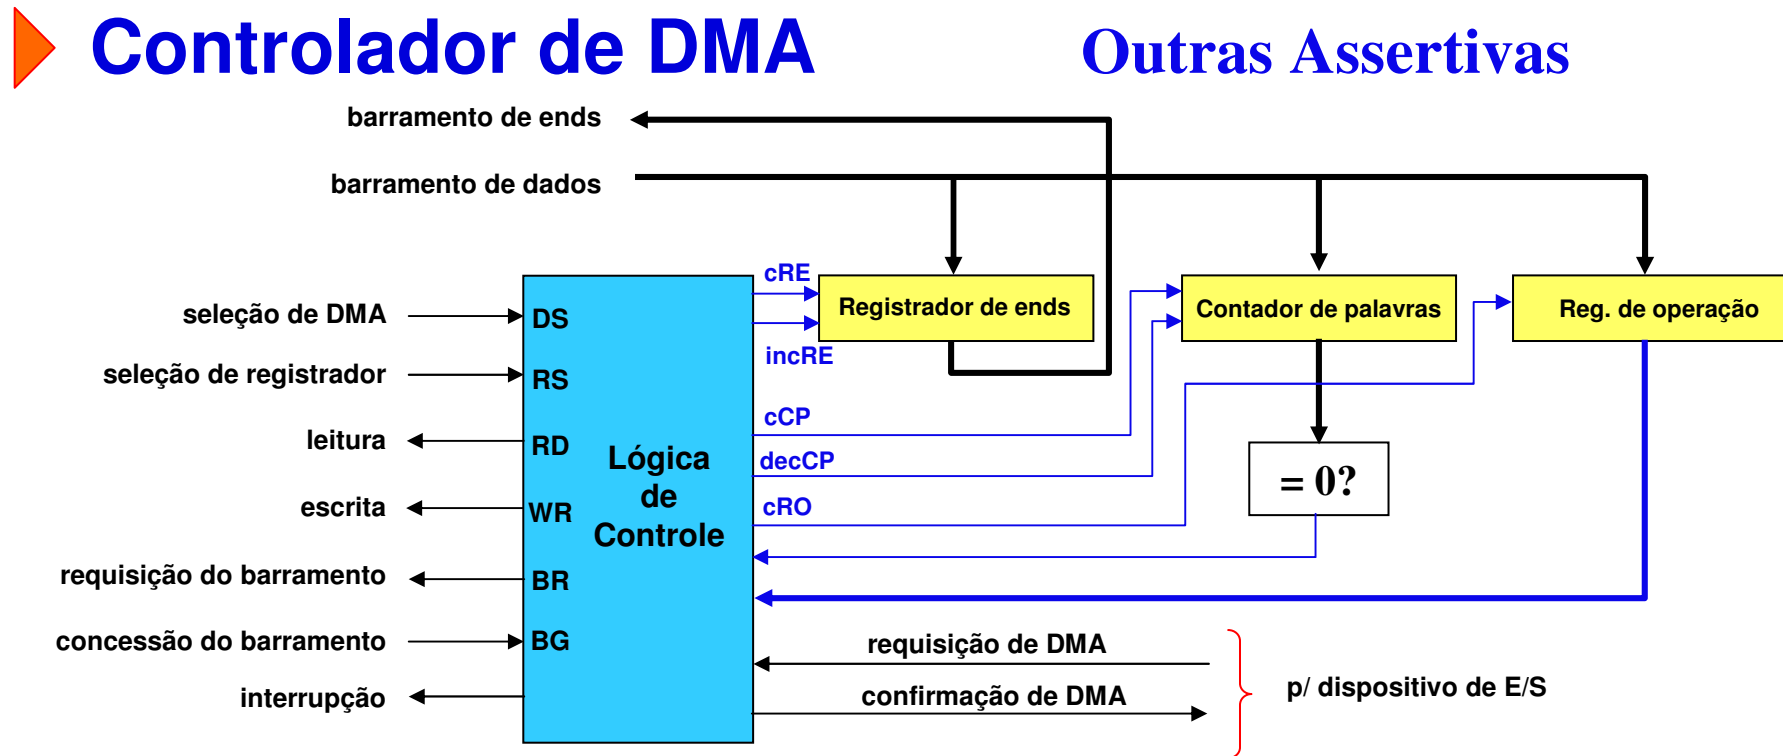 Controlador de DMA
Outras Assertivas
barramento de ends
barramento de dados
cRE
Registrador de ends
Contador de palavras
Reg. de operação
seleção de DMA
DS
incRE
seleção de registrador
RS
cCP
leitura
RD
Lógica
de
Controle
decCP
= 0?
escrita
WR
cRO
requisição do barramento
BR
concessão do barramento
BG
requisição de DMA
interrupção
confirmação de DMA
p/ dispositivo de E/S